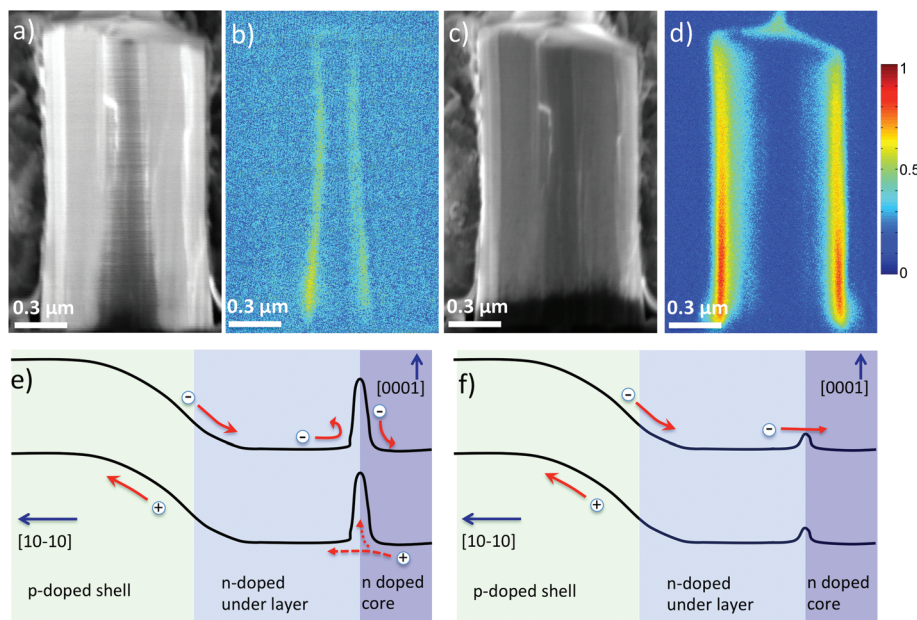 a)
b)
c)
d)
0.3 μm
0.3 μm
0.3 μm
0.3 μm
1
0.5
0
e)
[0001]
−
−
−
+
+
[10-10]
p-doped shell
n-doped
under layer
n doped
core
f)
[0001]
−
−
+
[10-10]
p-doped shell
n-doped
under layer
n doped
core